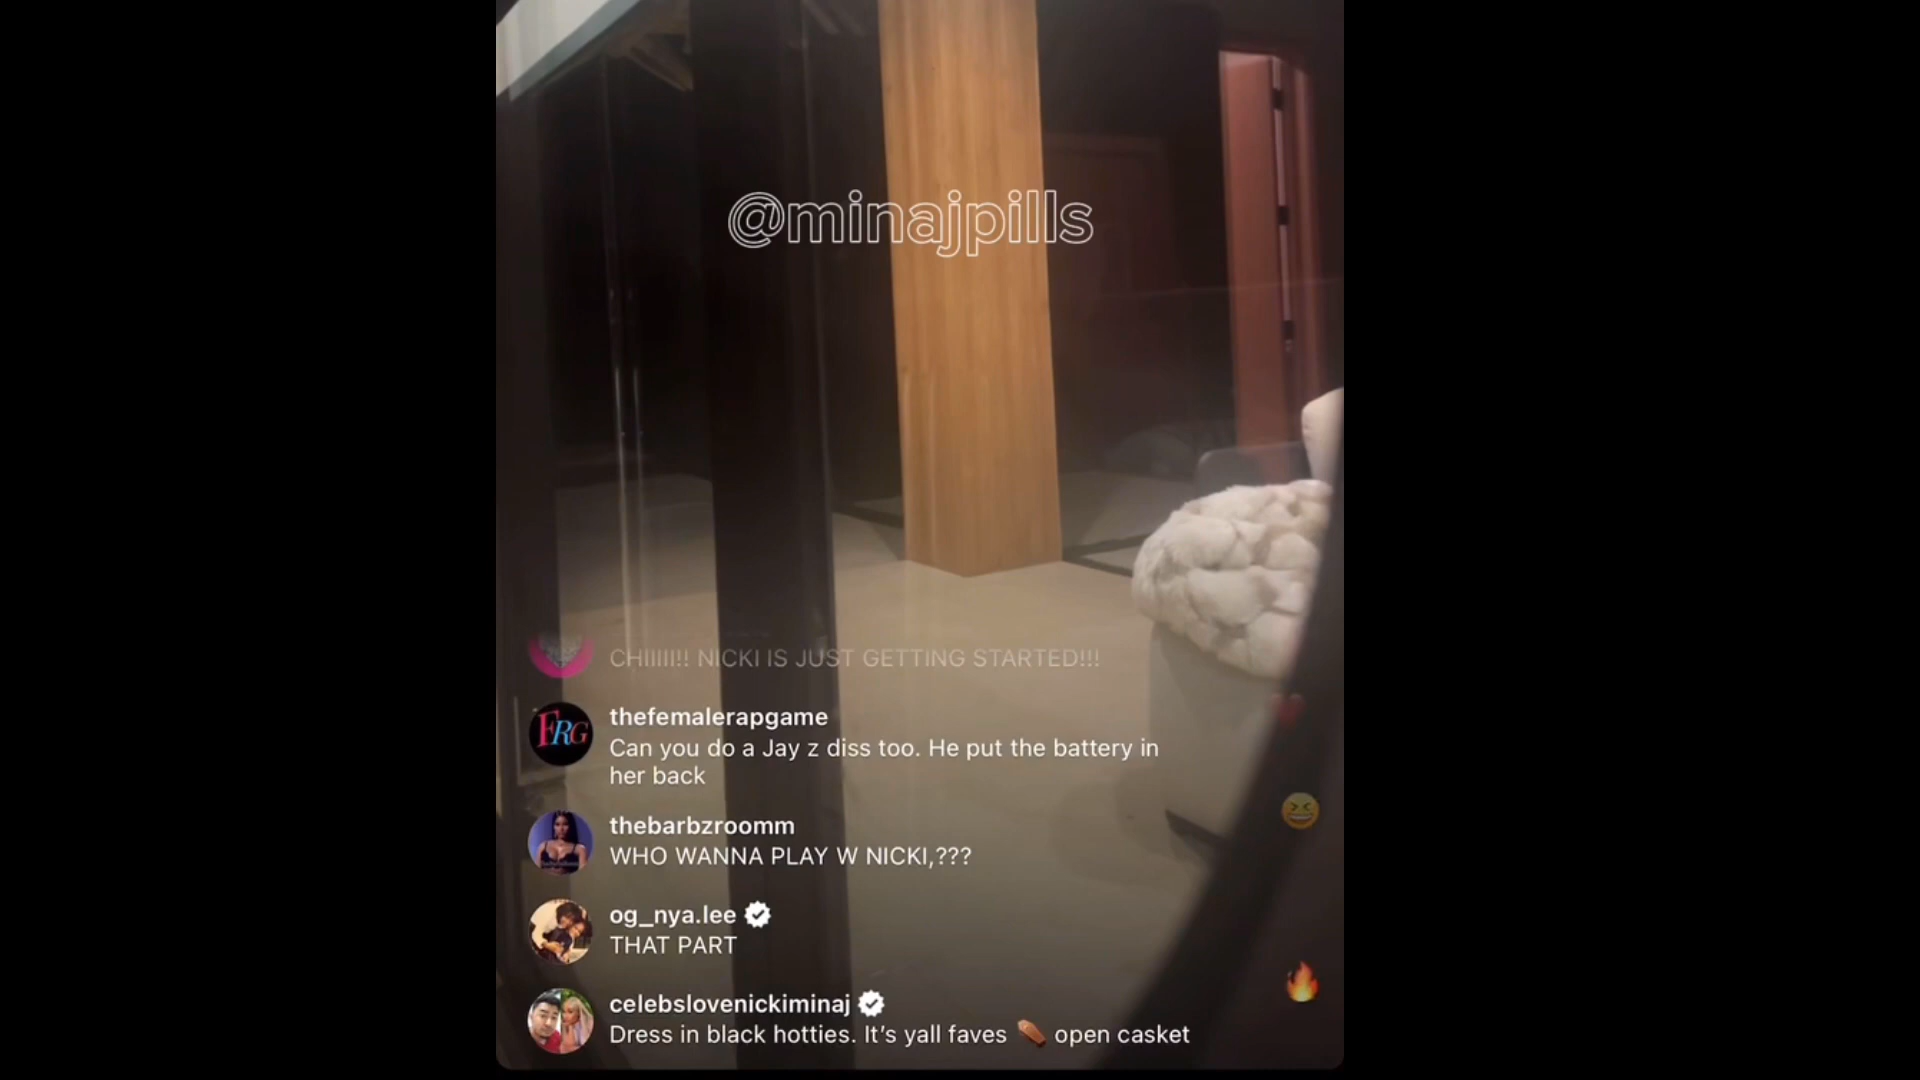 @minajpills
CHIIIII!! NICKI IS JUST GETTING STARTED!!!
FRG
thefemalerapgame
Can you do a Jay z diss too. He put the battery in
her back
thebarbzroomm
WHO WANNA PLAY W NICKI,???
og_nya.lee
THAT PART
celebslovenickiminaj
Dress in black hotties. It's yall faves ⚰️ open casket